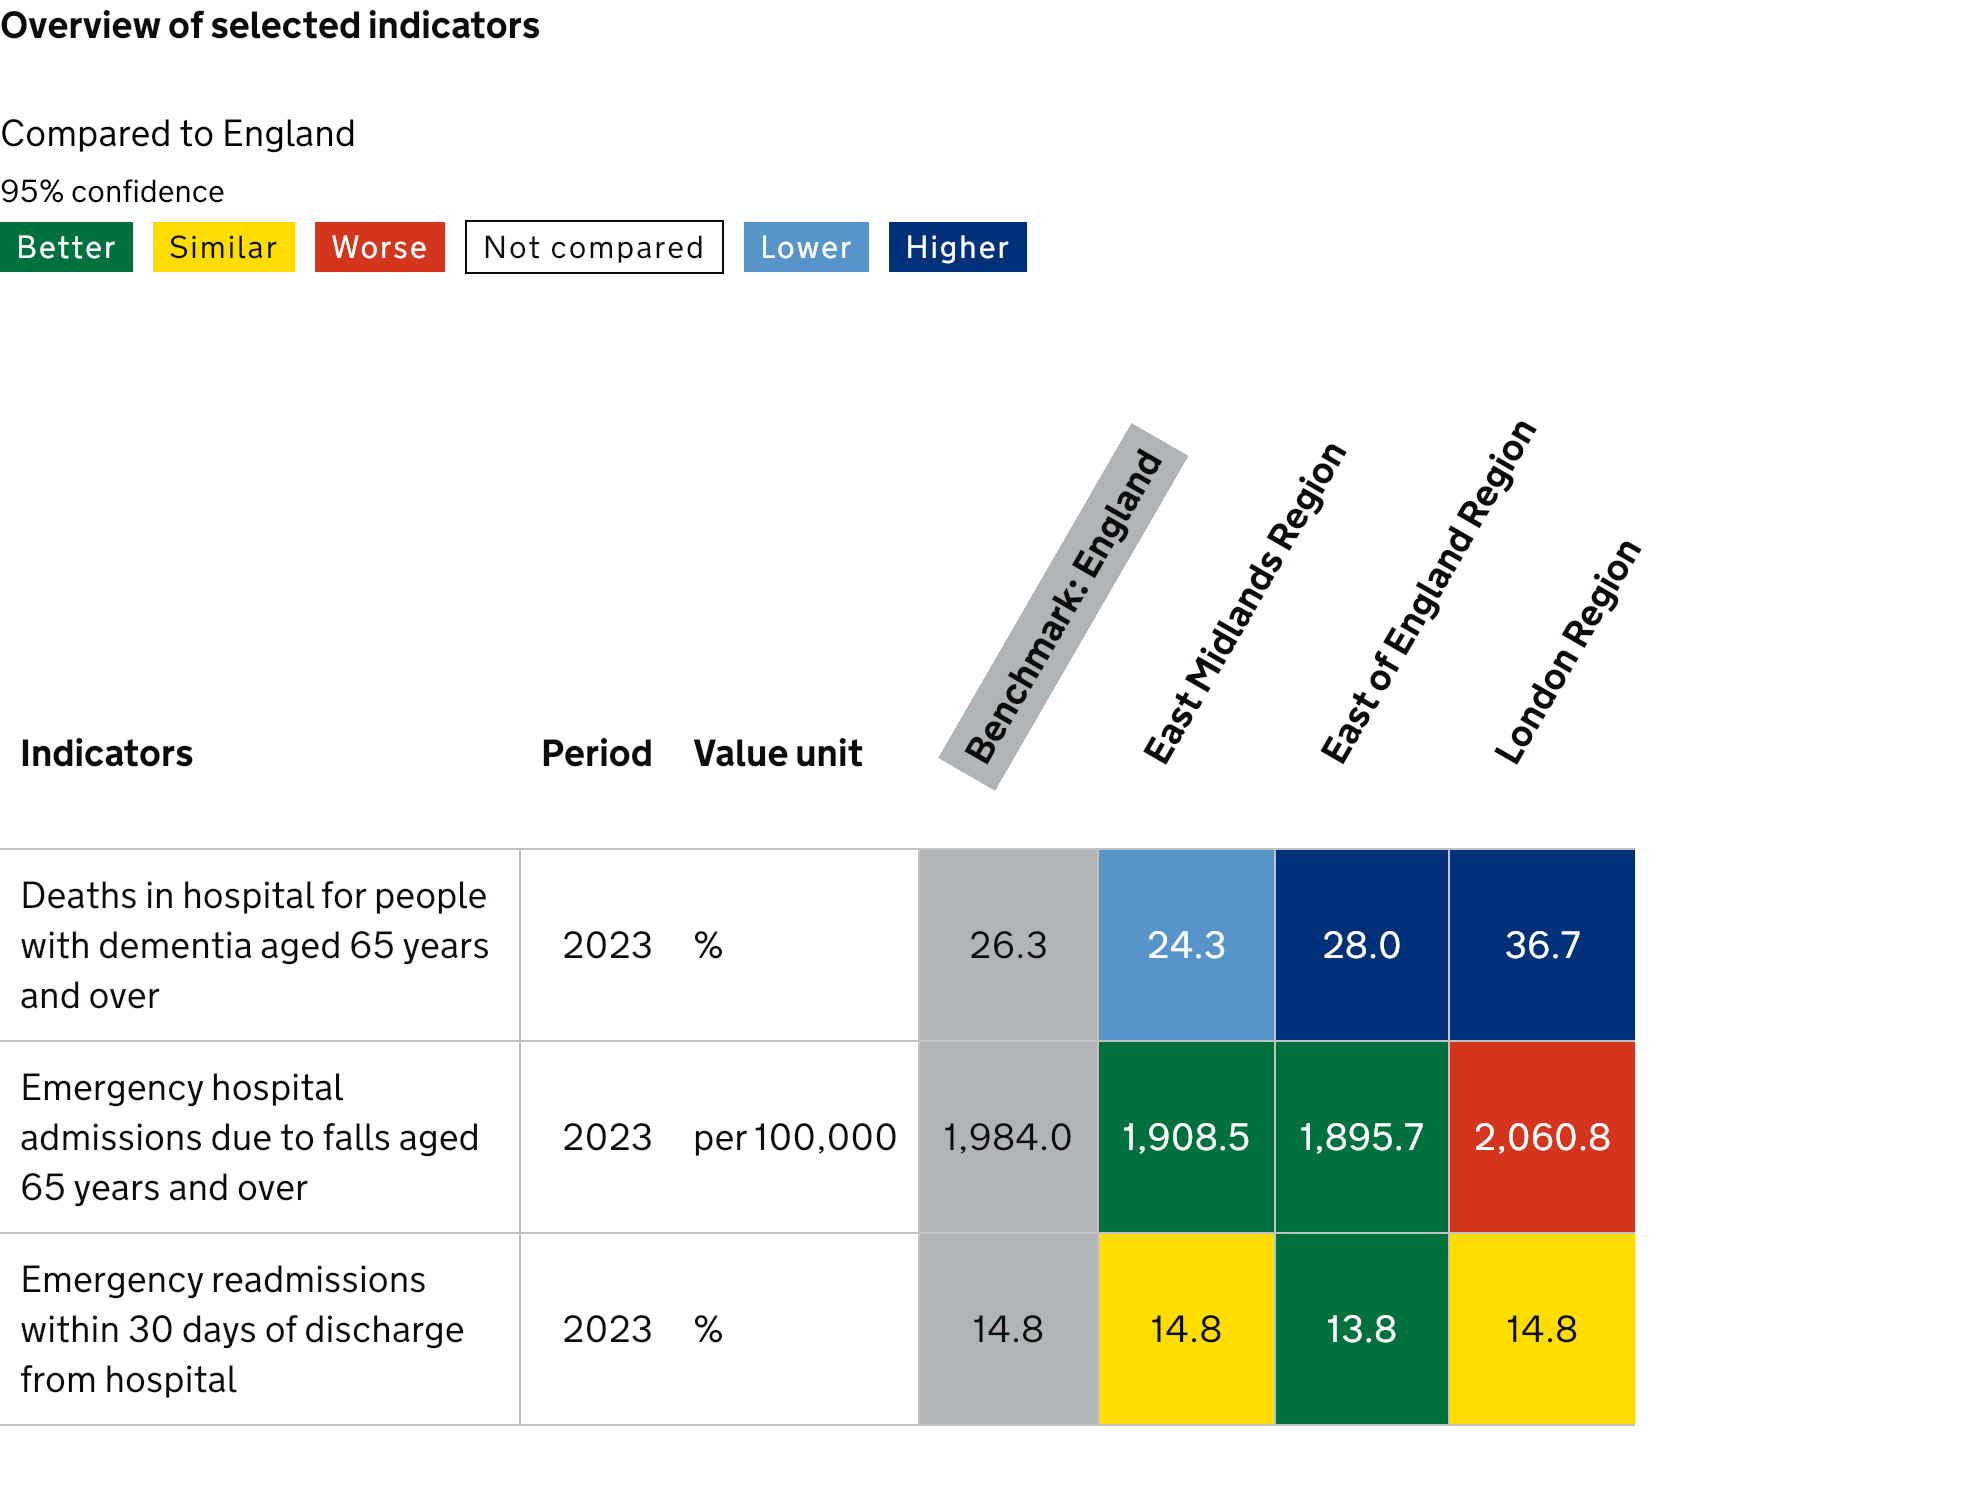 Overview of selected indicators
Compared to England
95% confidence
Better Similar Worse Not compared Lower Higher
Indicators Period Value unit Benchmark: England East Midlands Region East of England Region London Region
Deaths in hospital for people
with dementia aged 65 years
and over
2023 % 26.3 24.3 28.0 36.7
Emergency hospital
admissions due to falls aged
65 years and over
2023 per 100,000 1,984.0 1,908.5 1,895.7 2,060.8
Emergency readmissions
within 30 days of discharge
from hospital
2023 % 14.8 14.8 13.8 14.8